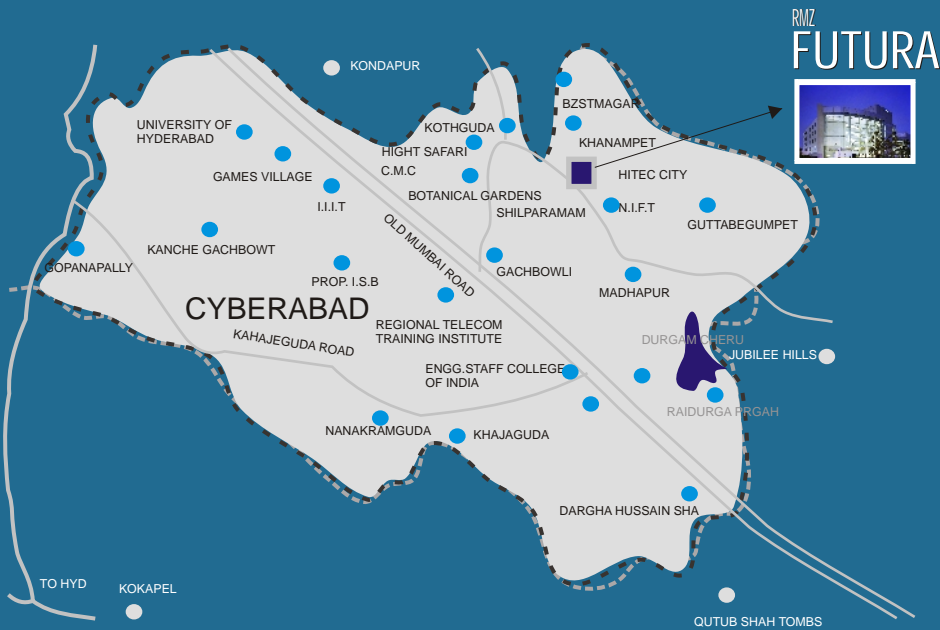 RMZ
FUTURA
KONDAPUR
BZSTMAGAR
UNIVERSITY OF
HYDERABAD
KOTHGUDA
KHANAMPET
HIGHT SAFARI
C.M.C
GAMES VILLAGE
HITEC CITY
BOTANICAL GARDENS
I.I.I.T
SHILPARAMAM
N.I.F.T
GUTTABEGUMPET
OLD MUMBAI ROAD
KANCHE GACHBOWT
GOPANAPALLY
GACHBOWLI
PROP. I.S.B
MADHAPUR
CYBERABAD
REGIONAL TELECOM
TRAINING INSTITUTE
KAHAJEGUDA ROAD
DURGAM CHERU
JUBILEE HILLS
ENGG.STAFF COLLEGE
OF INDIA
RAIDURGA PRGAH
NANAKRAMGUDA
KHAJAGUDA
DARGHA HUSSAIN SHA
TO HYD
KOKAPEL
QUTUB SHAH TOMBS